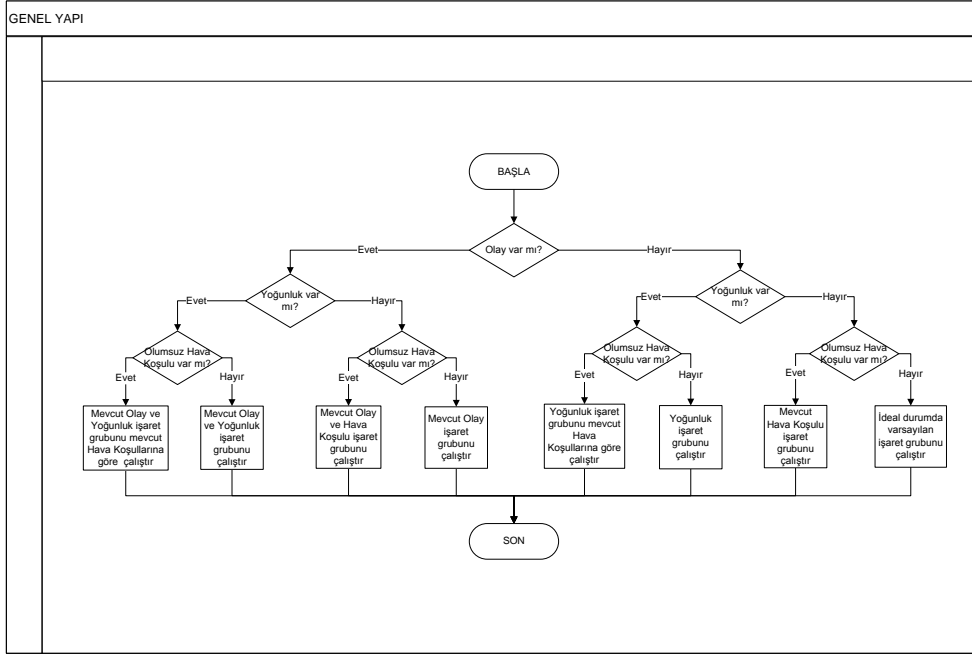 GENEL YAPI
BAŞLA
Olay var mı?
Evet
Hayır
Yoğunluk var
mı?
Evet
Hayır
Yoğunluk var
mı?
Evet
Hayır
Olumsuz Hava
Koşulu var mı?
Evet
Hayır
Olumsuz Hava
Koşulu var mı?
Evet
Hayır
Olumsuz Hava
Koşulu var mı?
Evet
Hayır
Olumsuz Hava
Koşulu var mı?
Evet
Hayır
Mevcut Olay ve
Yoğunluk işaret
grubunu mevcut
Hava Koşullarına
göre çalıştır
Mevcut Olay
ve Yoğunluk
işaret
grubunu
çalıştır
Mevcut Olay
ve Hava
Koşulu işaret
grubunu
çalıştır
Mevcut Olay
işaret
grubunu
çalıştır
Yoğunluk işaret
grubunu mevcut
Hava
Koşullarına göre
çalıştır
Yoğunluk
işaret
grubunu
çalıştır
Mevcut
Hava Koşulu
işaret
grubunu
çalıştır
İdeal durumda
varsayılan
işaret grubunu
çalıştır
SON